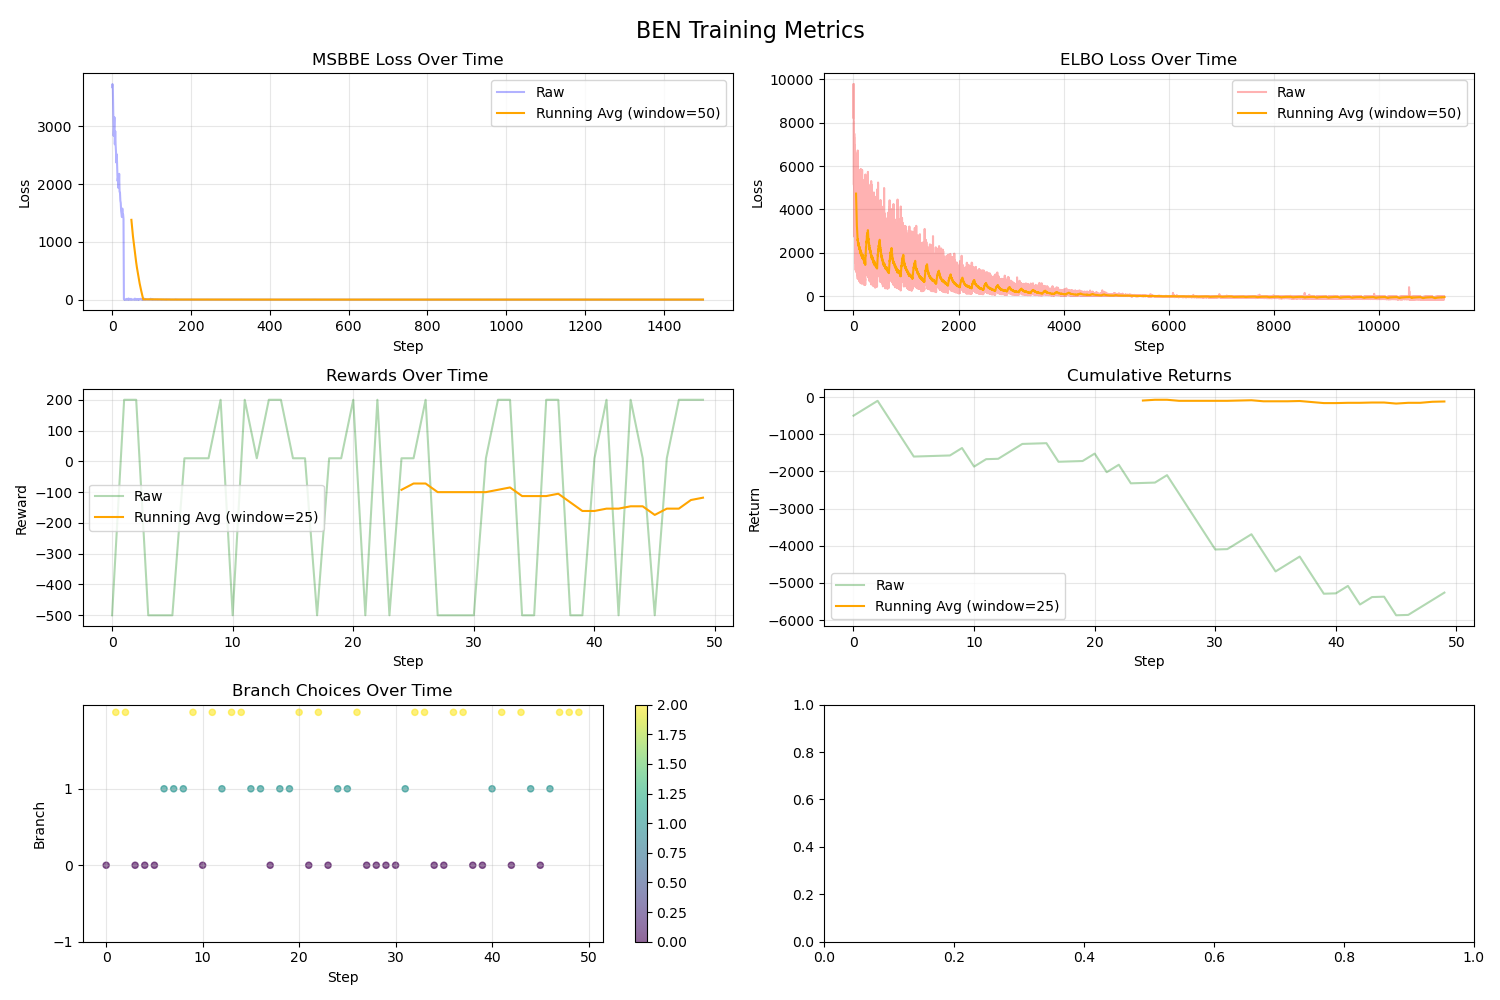 BEN Training Metrics
MSBBE Loss Over Time
Loss
3000
2000
1000
0
Raw
Running Avg (window=50)
0 200 400 600 800 1000 1200 1400
Step
ELBO Loss Over Time
Loss
10000
8000
6000
4000
2000
0
Raw
Running Avg (window=50)
0 2000 4000 6000 8000 10000
Step
Rewards Over Time
Reward
200
100
0
−100
−200
−300
−400
−500
Raw
Running Avg (window=25)
0 10 20 30 40 50
Step
Cumulative Returns
Return
0
−1000
−2000
−3000
−4000
−5000
−6000
Raw
Running Avg (window=25)
0 10 20 30 40 50
Step
Branch Choices Over Time
Branch
1
0
−1
0 10 20 30 40 50
Step
2.00
1.75
1.50
1.25
1.00
0.75
0.50
0.25
0.00
1.0
0.8
0.6
0.4
0.2
0.0
0.0 0.2 0.4 0.6 0.8 1.0